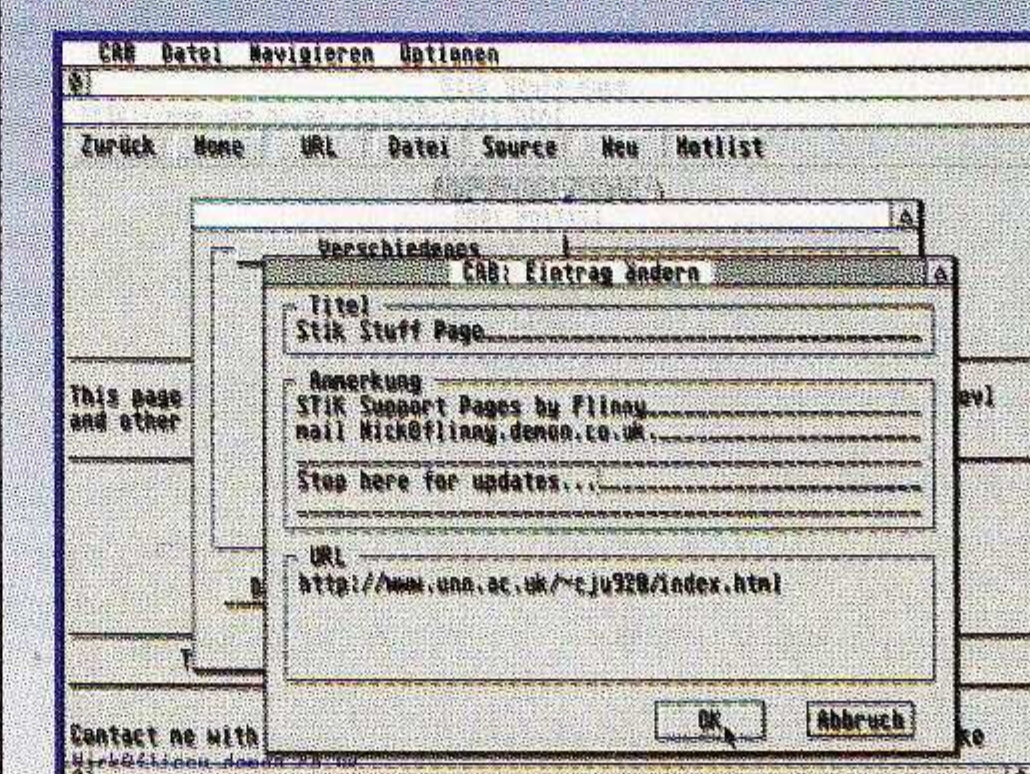 CAB Datei Navigieren Optionen
Zurück Home URL Datei Source Neu Hotlist
Verschiedenes
CAB: Eintrag ändern
Titel
Stik Stuff Page
This page
and other
Anmerkung
STIK Support Pages by Flinny
mail Nick@flinny.demon.co.uk.
Stop here for updates...
URL
http://www.unn.ac.uk/~cju920/index.html
OK Abbruch
Contact me with